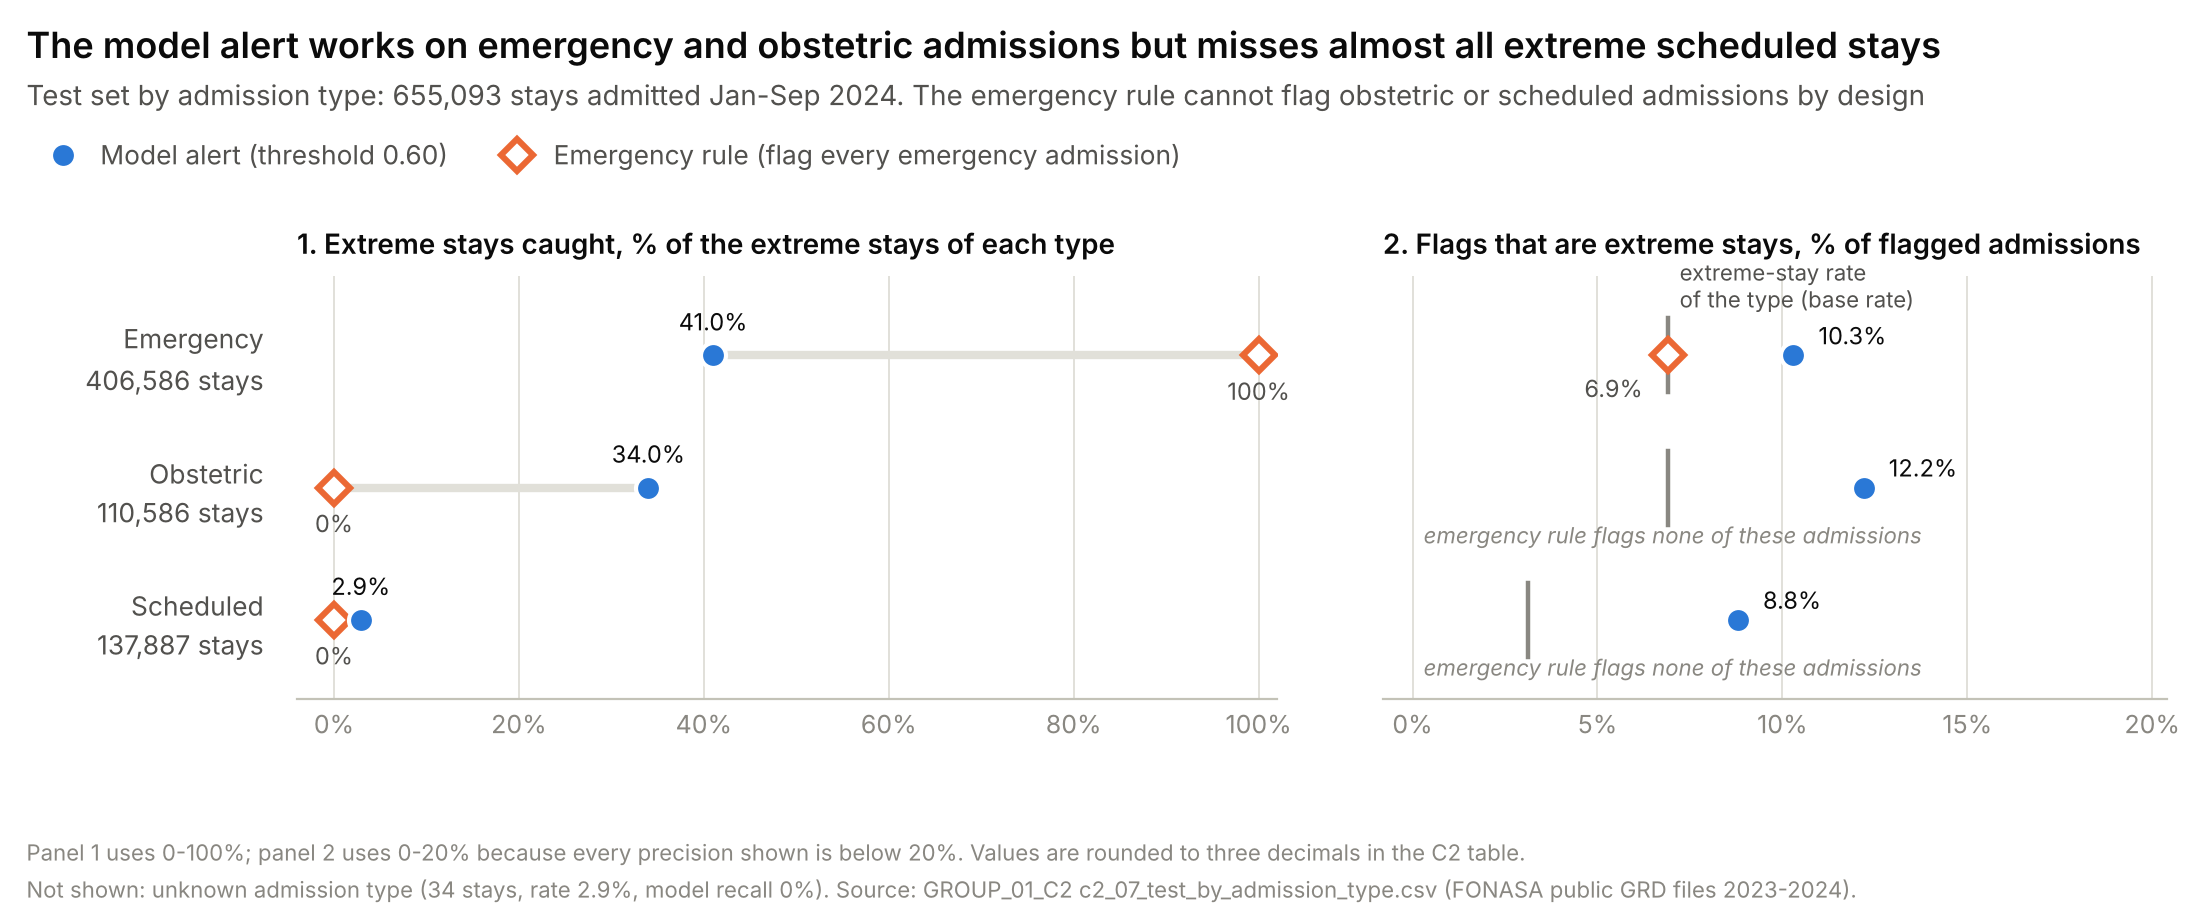 The model alert works on emergency and obstetric admissions but misses almost all extreme scheduled stays
Test set by admission type: 655,093 stays admitted Jan-Sep 2024. The emergency rule cannot flag obstetric or scheduled admissions by design
Model alert (threshold 0.60)
Emergency rule (flag every emergency admission)
1. Extreme stays caught, % of the extreme stays of each type
Emergency
406,586 stays
41.0%
100%
Obstetric
110,586 stays
34.0%
0%
Scheduled
137,887 stays
2.9%
0%
0%
20%
40%
60%
80%
100%
2. Flags that are extreme stays, % of flagged admissions
extreme-stay rate
of the type (base rate)
10.3%
6.9%
12.2%
emergency rule flags none of these admissions
8.8%
emergency rule flags none of these admissions
0%
5%
10%
15%
20%
Panel 1 uses 0-100%; panel 2 uses 0-20% because every precision shown is below 20%. Values are rounded to three decimals in the C2 table.
Not shown: unknown admission type (34 stays, rate 2.9%, model recall 0%). Source: GROUP_01_C2 c2_07_test_by_admission_type.csv (FONASA public GRD files 2023-2024).